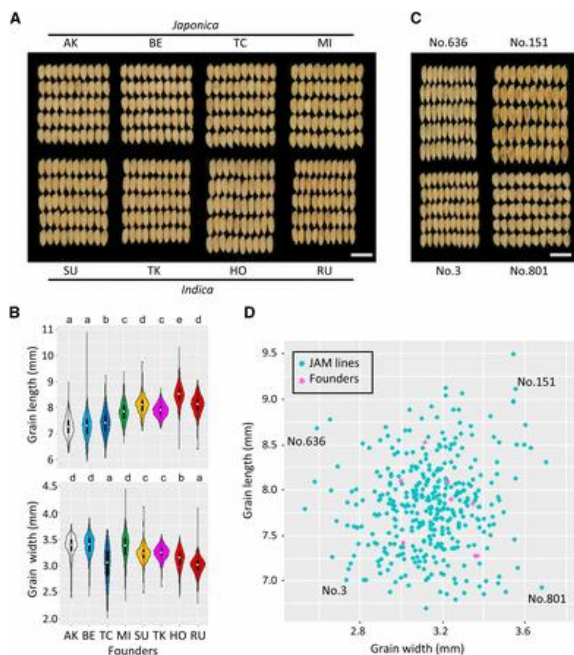 A
Japonica
AK BE TC MI
SU TK HO RU
Indica
C
No.636 No.151
No.3 No.801
B
a a b c d c e d
Grain length (mm)
11
10
9
8
7
6
d d a d c c b a
Grain width (mm)
4.5
4.0
3.5
3.0
2.5
2.0
AK BE TC MI SU TK HO RU
Founders
D
JAM lines
Founders
No.151
No.636
No.3
No.801
Grain length (mm)
9.5
9.0
8.5
8.0
7.5
7.0
2.8 3.2 3.6
Grain width (mm)